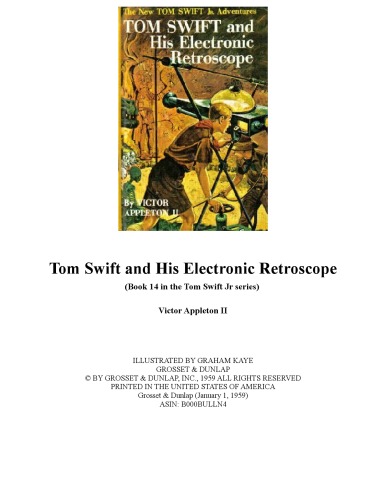 The New TOM SWIFT Jr. Adventures
TOM SWIFT and
His Electronic
Retroscope
By VICTOR
APPLETON II
Tom Swift and His Electronic Retroscope
(Book 14 in the Tom Swift Jr series)
Victor Appleton II
ILLUSTRATED BY GRAHAM KAYE
GROSSET & DUNLAP
© BY GROSSET & DUNLAP, INC., 1959 ALL RIGHTS RESERVED
PRINTED IN THE UNITED STATES OF AMERICA
Grosset & Dunlap (January 1, 1959)
ASIN: B000BULLN4